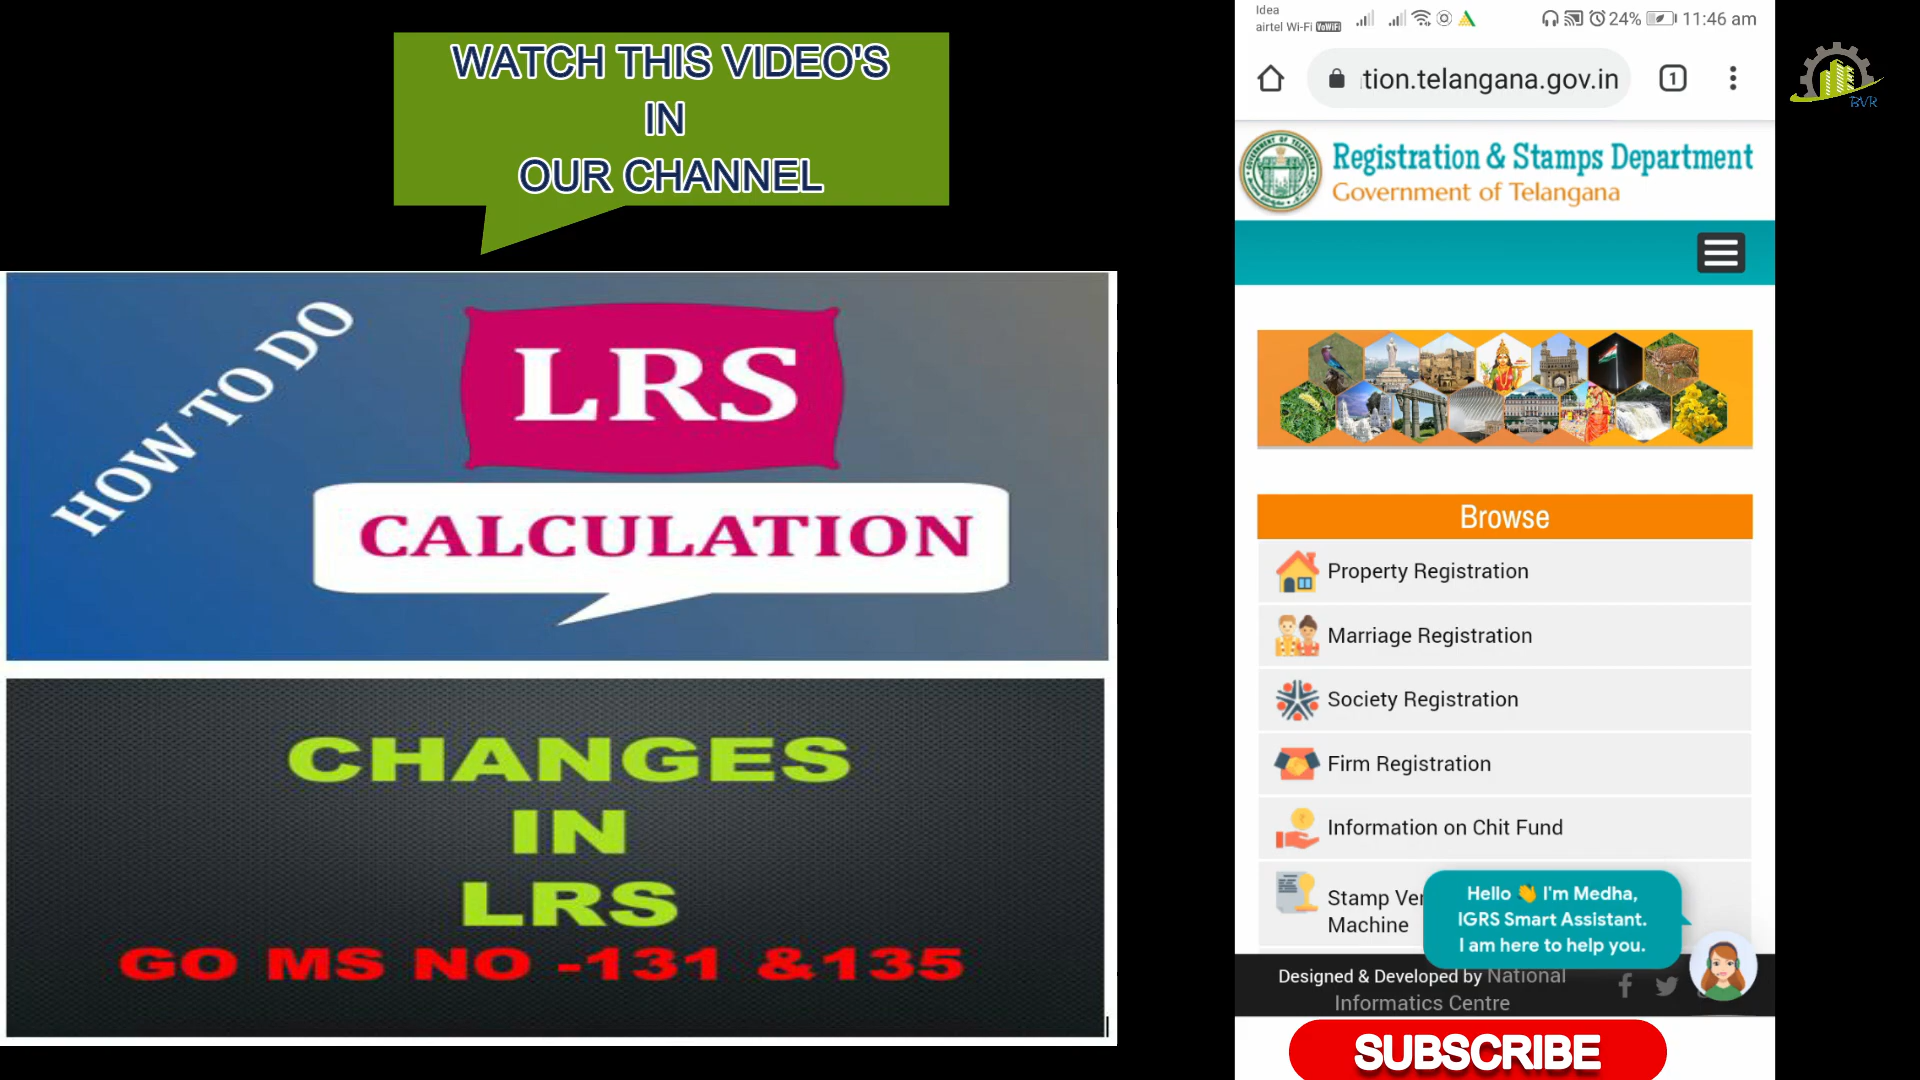 WATCH THIS VIDEO'S
IN
OUR CHANNEL
HOW TO DO
LRS
CALCULATION
CHANGES
IN
LRS
GO MS NO -131 &135
Idea
airtel Wi-Fi VoWiFi
24%
11:46 am
tion.telangana.gov.in
1
Registration & Stamps Department
Government of Telangana
Browse
Property Registration
Marriage Registration
Society Registration
Firm Registration
Information on Chit Fund
Stamp Ver
Machine
Hello 👋 I'm Medha,
IGRS Smart Assistant.
I am here to help you.
Designed & Developed by National
Informatics Centre
SUBSCRIBE
BVR